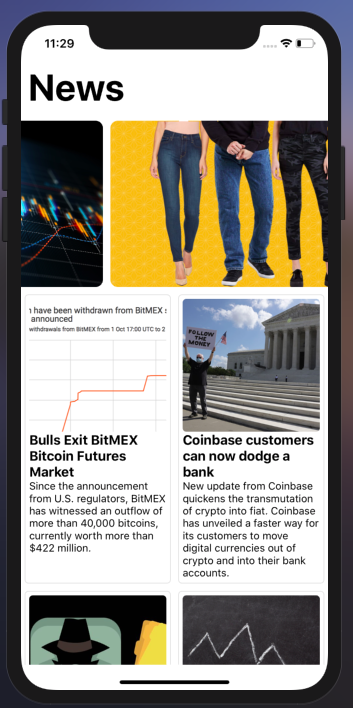 11:29
News
have been withdrawn from BitMEX
announced
withdrawals from BitMEX from 1 Oct 17:00 UTC to 2
FOLLOW
THE
MONEY
Bulls Exit BitMEX
Bitcoin Futures
Market
Since the announcement
from U.S. regulators, BitMEX
has witnessed an outflow of
more than 40,000 bitcoins,
currently worth more than
$422 million.
Coinbase customers
can now dodge a
bank
New update from Coinbase
quickens the transmutation
of crypto into fiat. Coinbase
has unveiled a faster way for
its customers to move
digital currencies out of
crypto and into their bank
accounts.